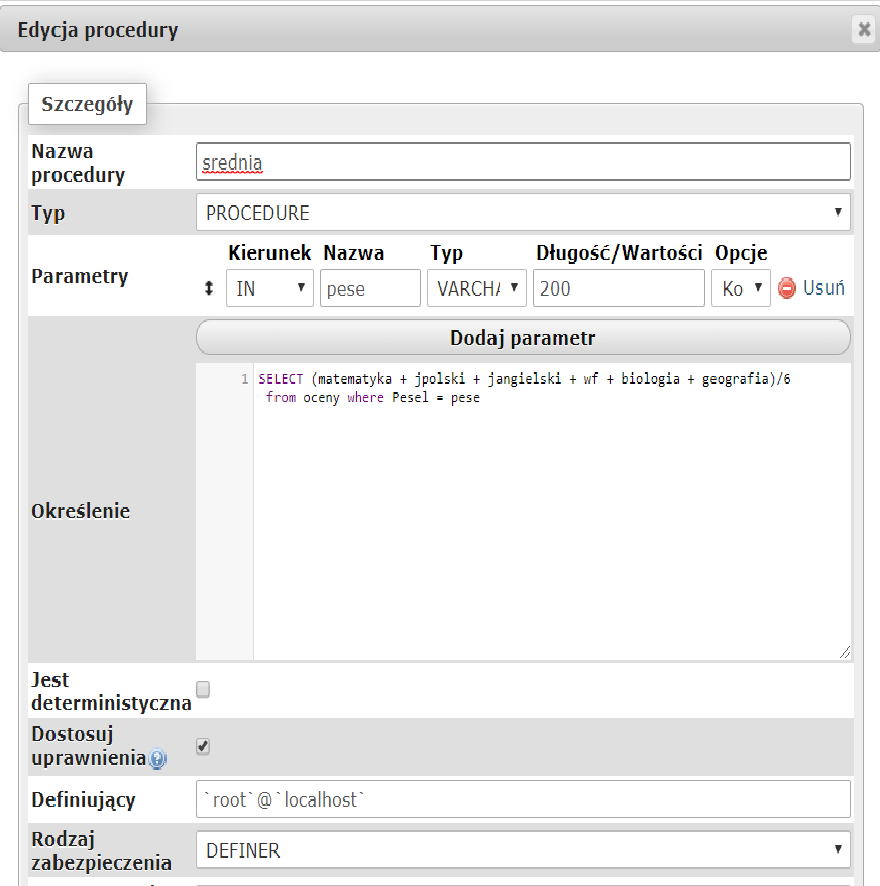 Edycja procedury
Szczegóły
Nazwa
procedury
srednia
Typ
PROCEDURE
Kierunek Nazwa Typ Długość/Wartości Opcje
Parametry
IN pese VARCHA 200 Ko Usuń
Dodaj parametr
Określenie
1 SELECT (matematyka + jpolski + jangielski + wf + biologia + geografia)/6
from oceny where Pesel = pese
Jest
deterministyczna
Dostosuj
uprawnienia
Definiujący
`root`@`localhost`
Rodzaj
zabezpieczenia
DEFINER